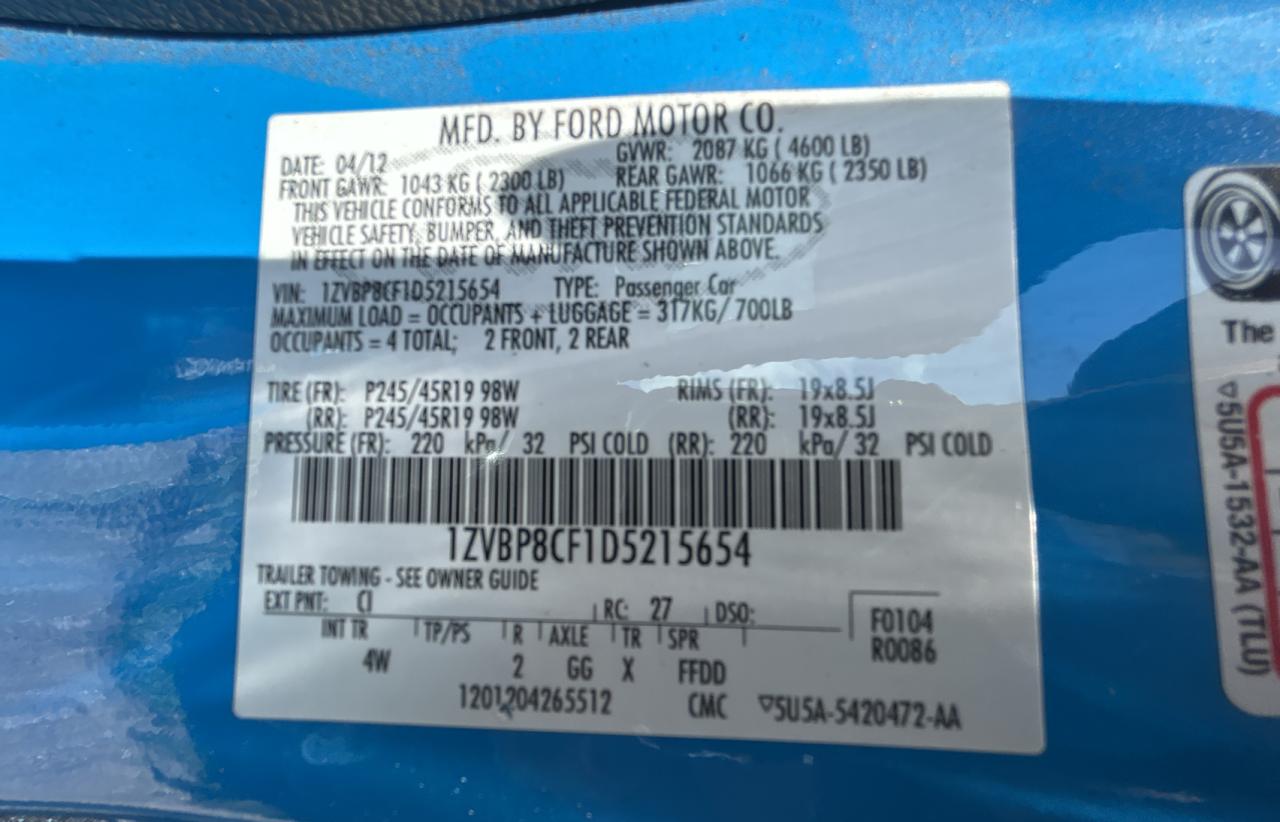 MFD. BY FORD MOTOR CO.
DATE: 04/12 GVWR: 2087 KG ( 4600 LB)
FRONT GAWR: 1043 KG ( 2300 LB) REAR GAWR: 1066 KG ( 2350 LB)
THIS VEHICLE CONFORMS TO ALL APPLICABLE FEDERAL MOTOR
VEHICLE SAFETY, BUMPER, AND THEFT PREVENTION STANDARDS
IN EFFECT ON THE DATE OF MANUFACTURE SHOWN ABOVE.
VIN: 1ZVBP8CF1D5215654 TYPE: Passenger Car
MAXIMUM LOAD = OCCUPANTS + LUGGAGE = 317KG/ 700LB
OCCUPANTS = 4 TOTAL; 2 FRONT, 2 REAR
TIRE (FR): P245/45R19 98W RIMS (FR): 19x8.5J
(RR): P245/45R19 98W (RR): 19x8.5J
PRESSURE (FR): 220 kPa/ 32 PSI COLD (RR): 220 kPa/ 32 PSI COLD
1ZVBP8CF1D5215654
TRAILER TOWING - SEE OWNER GUIDE
EXT PNT: CI RC: 27 DSO:
INT TR TP/PS R AXLE TR SPR
4W 2 GG X FFDD
F0104
R0086
1201204265512 CMC ▽5U5A-5420472-AA
The
▽5U5A-1532-AA (TLU)